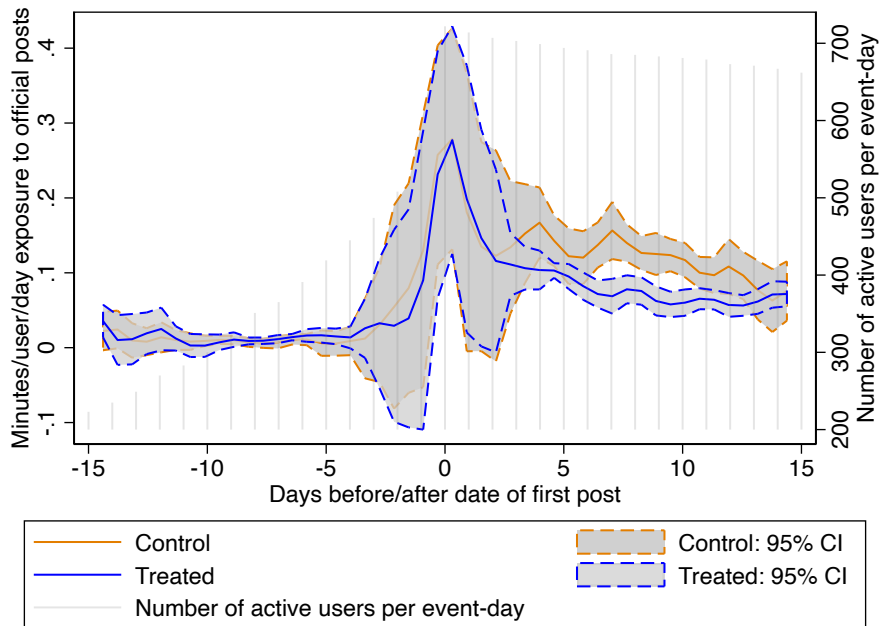 Minutes/user/day exposure to official posts
.4
.3
.2
.1
0
-.1
Number of active users per event-day
700
600
500
400
300
200
-15
-10
-5
0
5
10
15
Days before/after date of first post
Control
Control: 95% CI
Treated
Treated: 95% CI
Number of active users per event-day